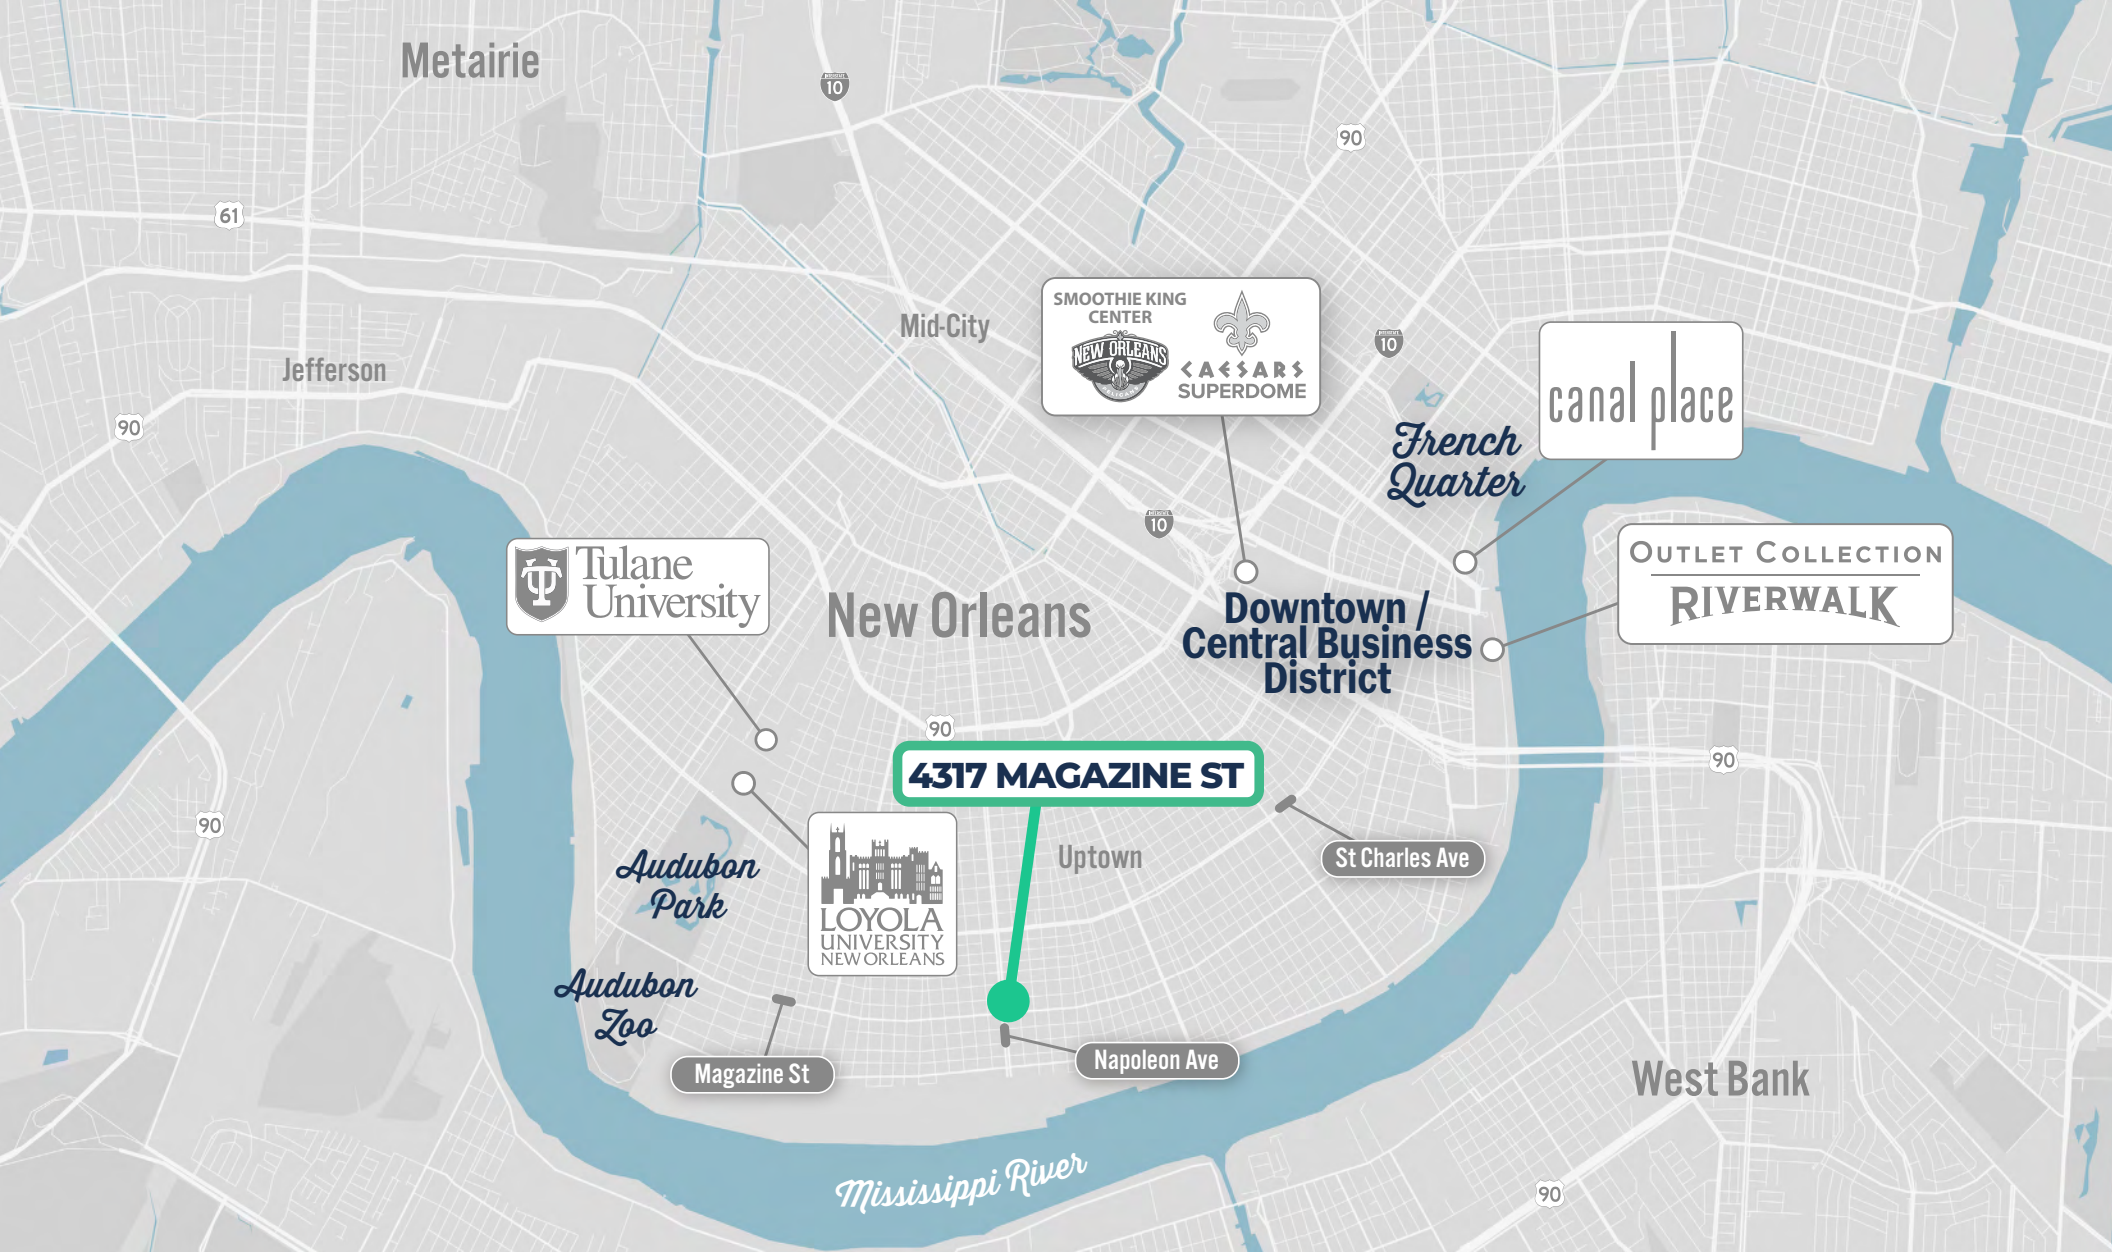 Metairie
10
90
61
Mid-City
SMOOTHIE KING
CENTER
NEW ORLEANS
PELICANS
CAESARS
SUPERDOME
10
canal place
Jefferson
90
French
Quarter
10
OUTLET COLLECTION
RIVERWALK
Tulane
University
New Orleans
Downtown /
Central Business
District
90
4317 MAGAZINE ST
90
90
Uptown
St Charles Ave
Audubon
Park
LOYOLA
UNIVERSITY
NEW ORLEANS
Audubon
Zoo
Magazine St
Napoleon Ave
West Bank
Mississippi River
90